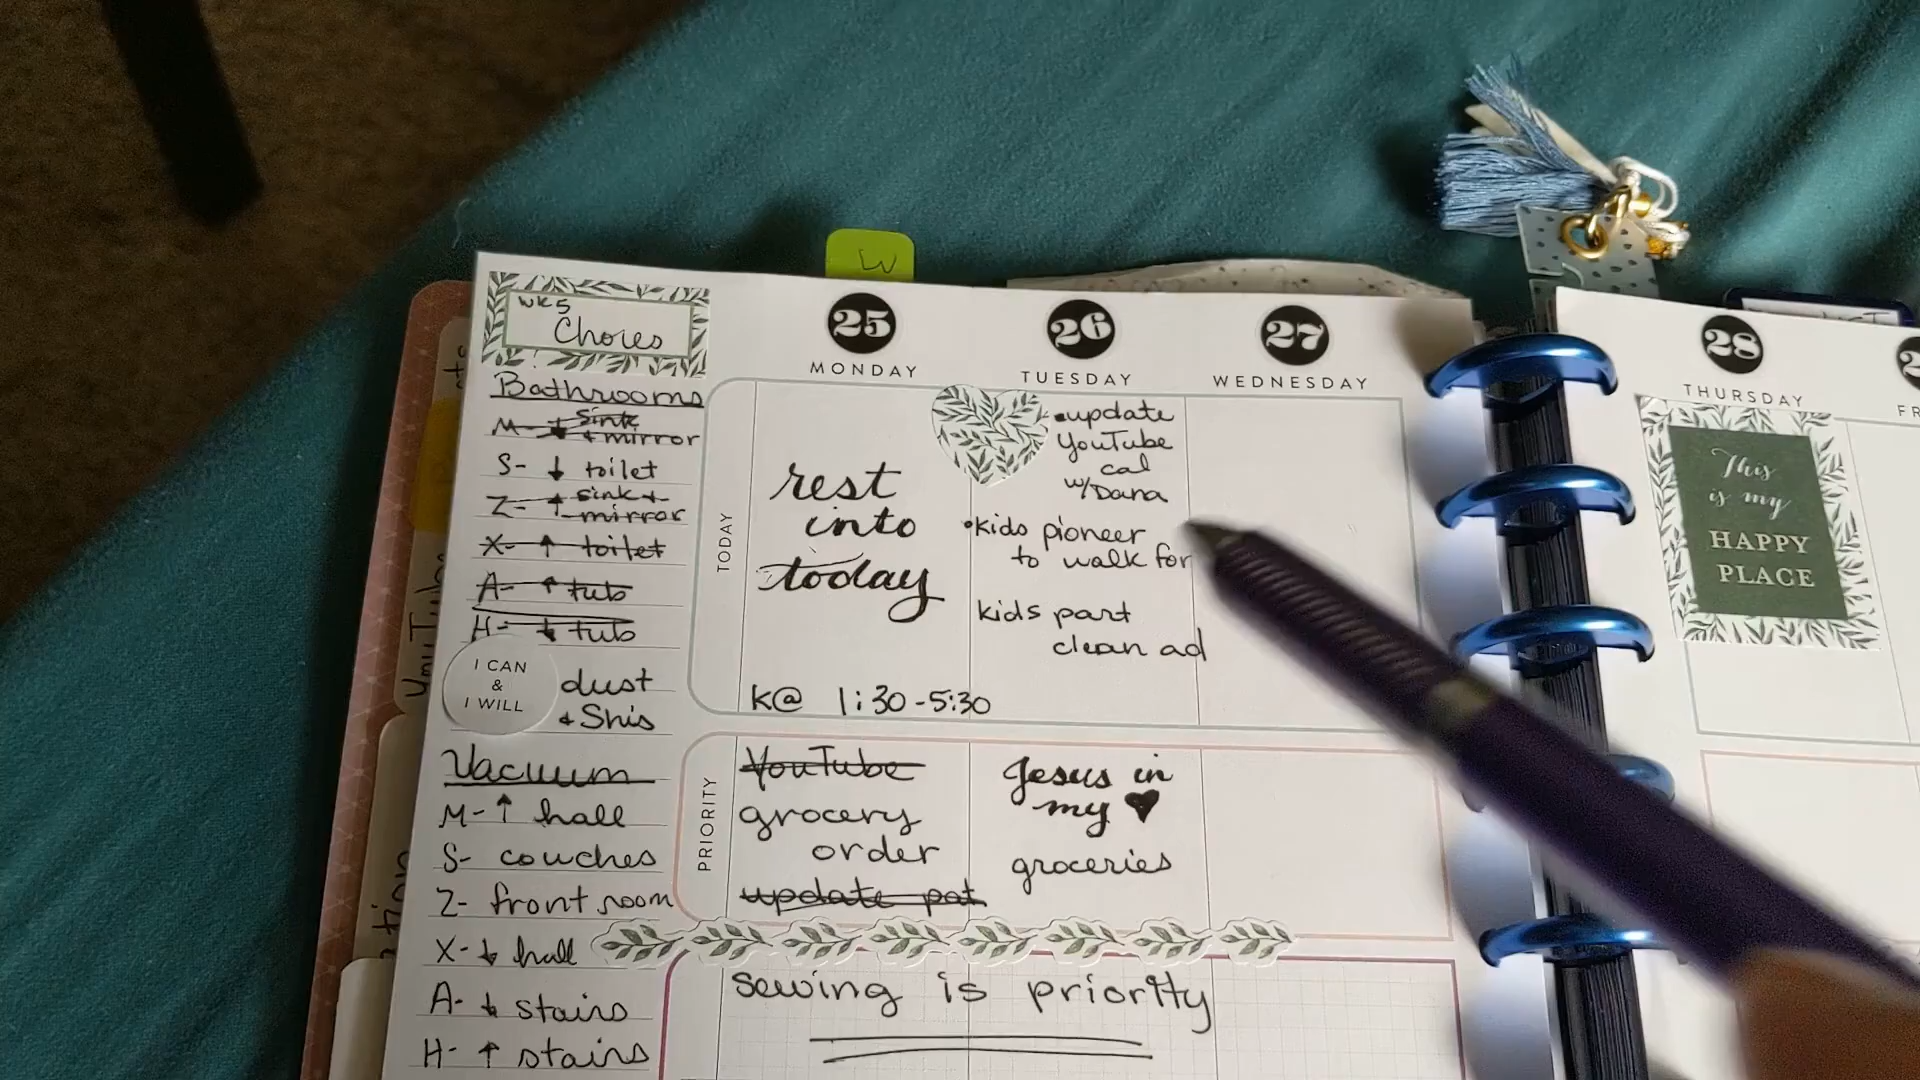 W
wk5
Chores
Bathrooms
M- ↓ sink
+ mirror
S- ↓ toilet
Z- ↑ sink +
mirror
X- ↑ toilet
A- ↑ tub
H- ↓ tub
I CAN
&
I WILL
dust
+ Shis
Vacuum
M- ↑ hall
S- couches
Z- front room
X- ↓ hall
A- ↓ stairs
H- ↑ stairs
25
MONDAY
26
TUESDAY
27
WEDNESDAY
28
THURSDAY
FR
TODAY
rest
into
today
K@ 1:30-5:30
•update
YouTube
cal
w/Dana
•kids pioneer
to walk for
kids part
clean ad
PRIORITY
YouTube
grocery
order
update pat
Jesus in
my ♥
groceries
sewing is priority
This
is my
HAPPY
PLACE
YouTube